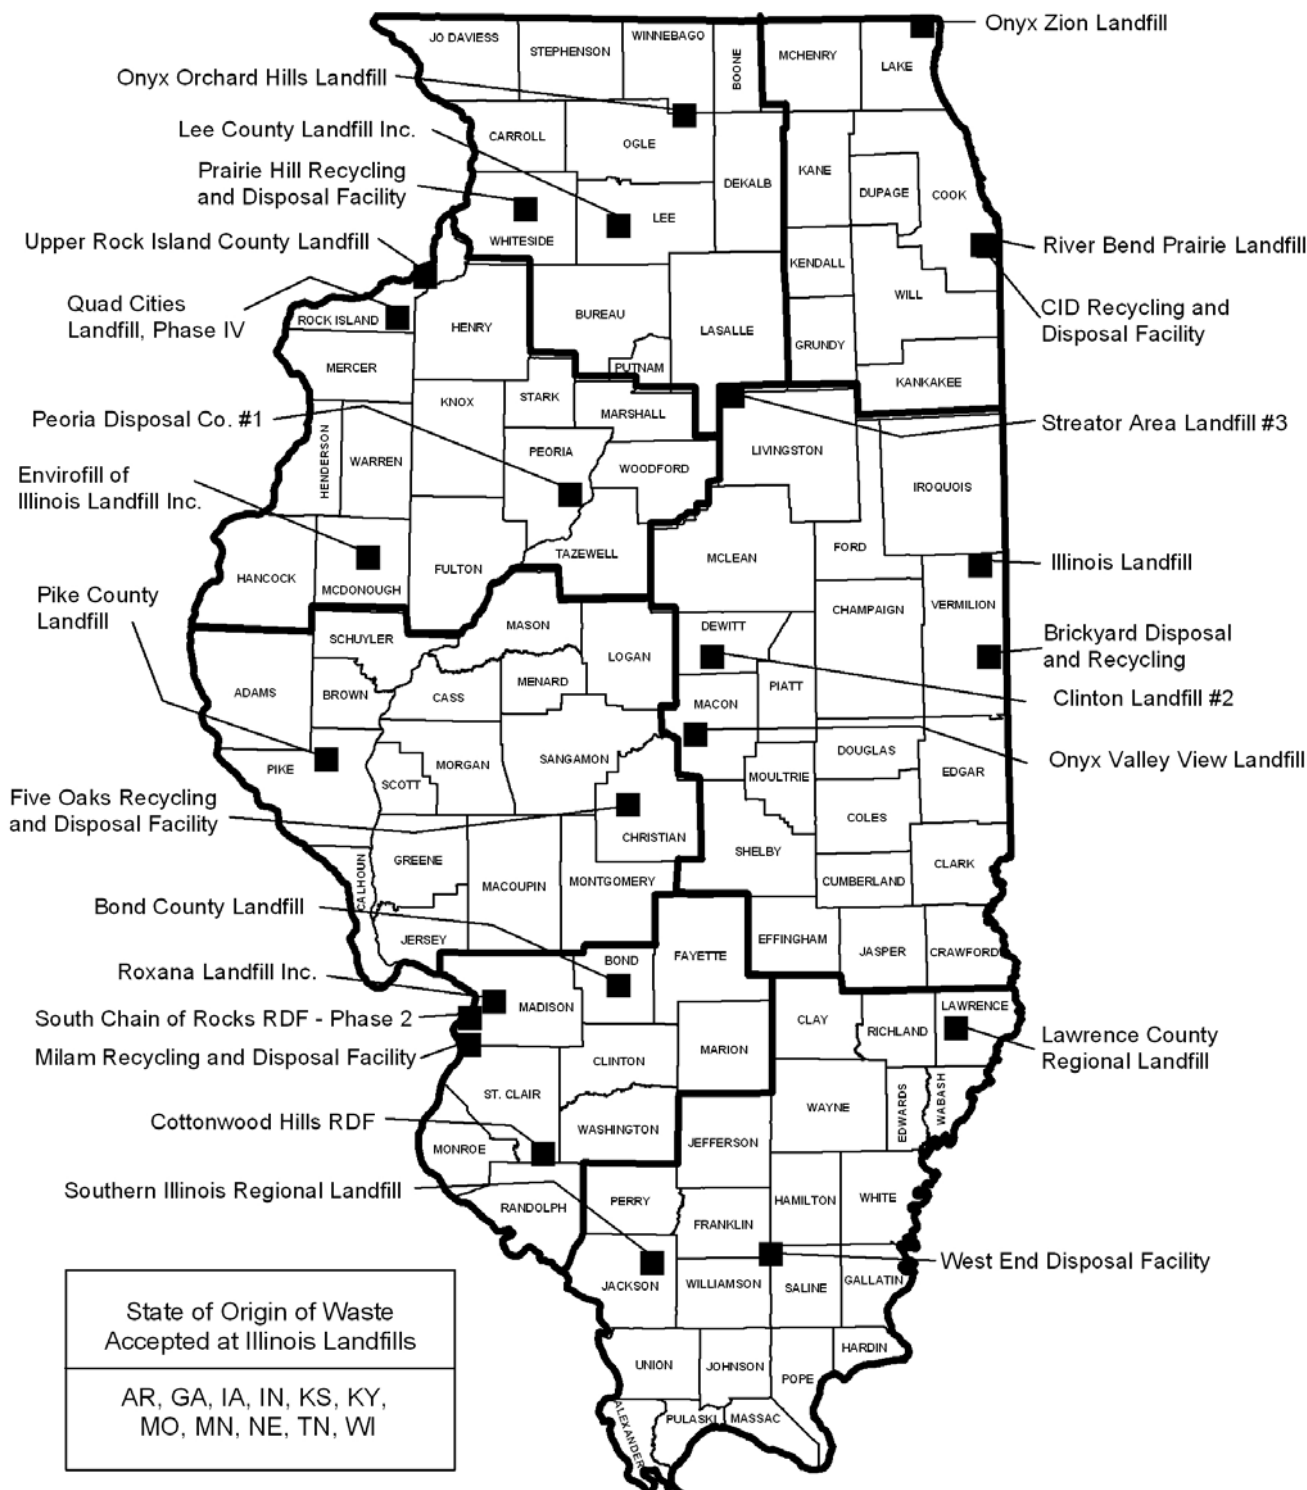 Onyx Zion Landfill
JO DAVIESS
STEPHENSON
WINNEBAGO
BOONE
MCHENRY
LAKE
Onyx Orchard Hills Landfill
Lee County Landfill Inc.
CARROLL
OGLE
DEKALB
KANE
DUPAGE
COOK
Prairie Hill Recycling
and Disposal Facility
WHITESIDE
LEE
Upper Rock Island County Landfill
River Bend Prairie Landfill
KENDALL
WILL
Quad Cities
Landfill, Phase IV
ROCK ISLAND
HENRY
BUREAU
LASALLE
GRUNDY
CID Recycling and
Disposal Facility
MERCER
PUTNAM
KANKAKEE
KNOX
STARK
MARSHALL
Peoria Disposal Co. #1
Streator Area Landfill #3
HENDERSON
WARREN
PEORIA
WOODFORD
LIVINGSTON
IROQUOIS
Envirofill of
Illinois Landfill Inc.
HANCOCK
MCDONOUGH
FULTON
TAZEWELL
MCLEAN
FORD
Illinois Landfill
Pike County
Landfill
SCHUYLER
MASON
LOGAN
DEWITT
CHAMPAIGN
VERMILION
Brickyard Disposal
and Recycling
ADAMS
BROWN
CASS
MENARD
MACON
PIATT
Clinton Landfill #2
PIKE
SCOTT
MORGAN
SANGAMON
MOULTRIE
DOUGLAS
EDGAR
Onyx Valley View Landfill
Five Oaks Recycling
and Disposal Facility
CHRISTIAN
SHELBY
COLES
CLARK
CALHOUN
GREENE
MACOUPIN
MONTGOMERY
CUMBERLAND
Bond County Landfill
JERSEY
BOND
FAYETTE
EFFINGHAM
JASPER
CRAWFORD
Roxana Landfill Inc.
MADISON
CLAY
RICHLAND
LAWRENCE
South Chain of Rocks RDF - Phase 2
Milam Recycling and Disposal Facility
Lawrence County
Regional Landfill
CLINTON
MARION
ST. CLAIR
WAYNE
EDWARDS
WABASH
Cottonwood Hills RDF
MONROE
WASHINGTON
JEFFERSON
Southern Illinois Regional Landfill
RANDOLPH
PERRY
FRANKLIN
HAMILTON
WHITE
West End Disposal Facility
JACKSON
WILLIAMSON
SALINE
GALLATIN
State of Origin of Waste
Accepted at Illinois Landfills
AR, GA, IA, IN, KS, KY,
MO, MN, NE, TN, WI
UNION
JOHNSON
POPE
HARDIN
ALEXANDER
PULASKI
MASSAC